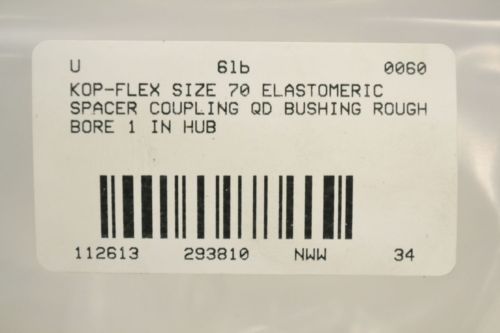 U 6lb 0060
KOP-FLEX SIZE 70 ELASTOMERIC
SPACER COUPLING QD BUSHING ROUGH
BORE 1 IN HUB
112613 293810 NWW 34